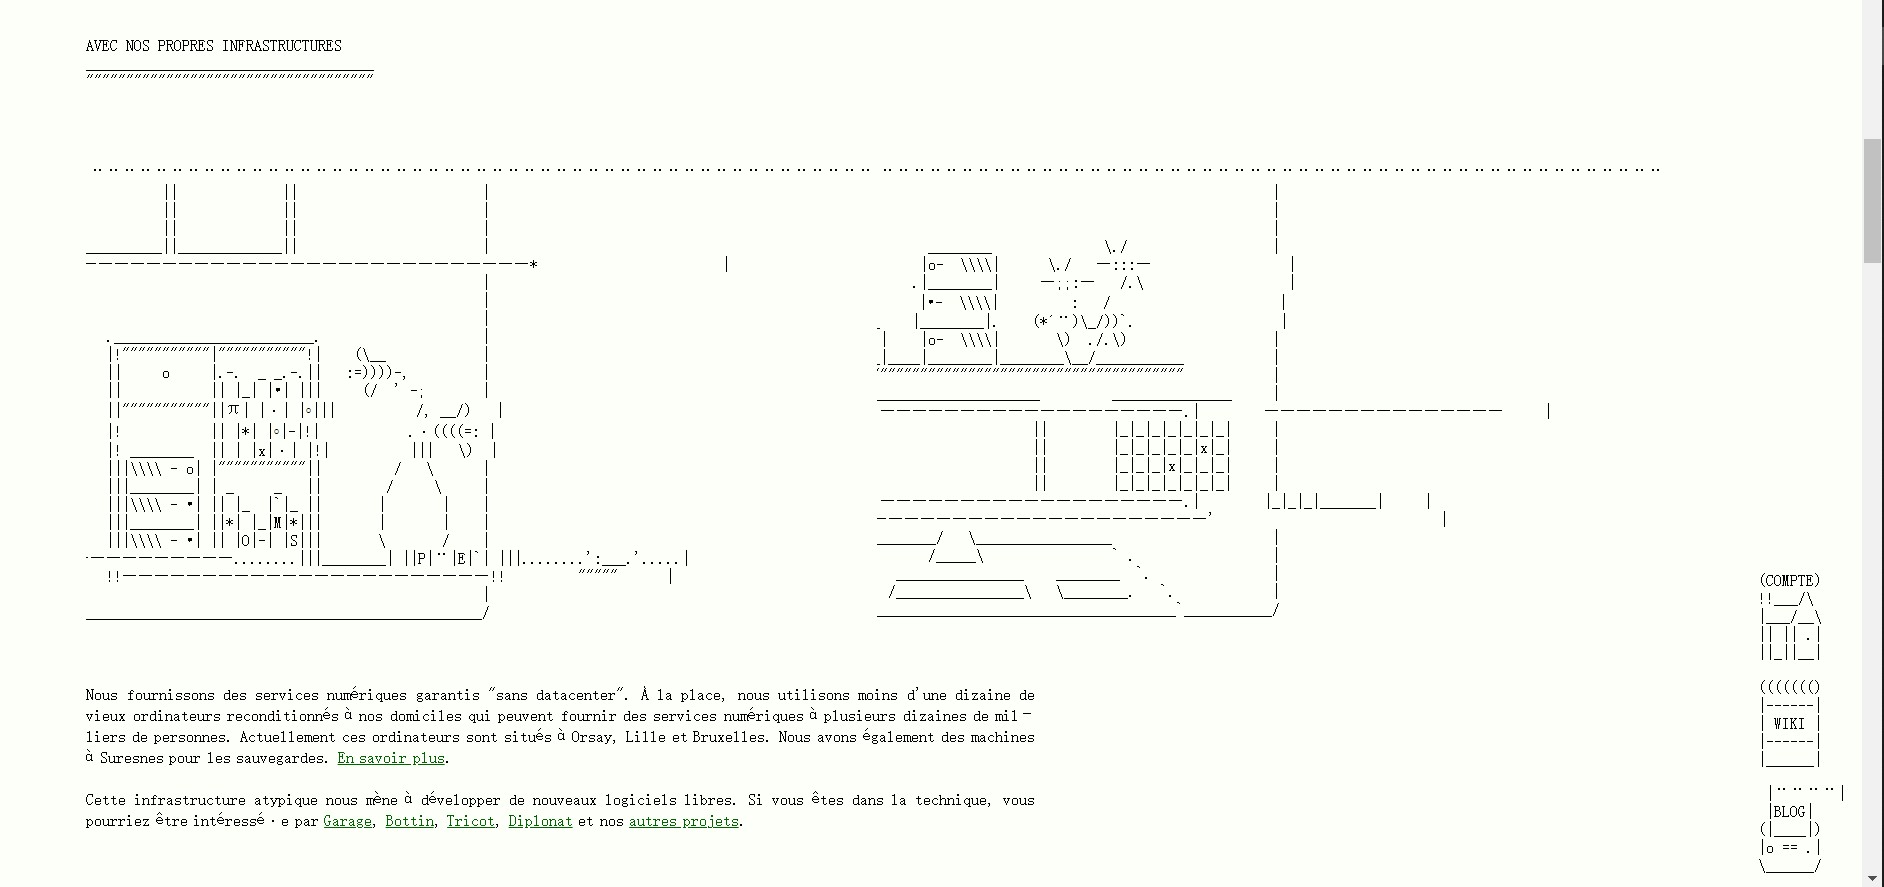 AVEC NOS PROPRES INFRASTRUCTURES
Nous fournissons des services numériques garantis "sans datacenter". À la place, nous utilisons moins d'une dizaine de
vieux ordinateurs reconditionnés à nos domiciles qui peuvent fournir des services numériques à plusieurs dizaines de mil-
liers de personnes. Actuellement ces ordinateurs sont situés à Orsay, Lille et Bruxelles. Nous avons également des machines
à Suresnes pour les sauvegardes. En savoir plus.
Cette infrastructure atypique nous mène à développer de nouveaux logiciels libres. Si vous êtes dans la technique, vous
pourriez être intéressé·e par Garage, Bottin, Tricot, Diplonat et nos autres projets.
(COMPTE)
WIKI
BLOG